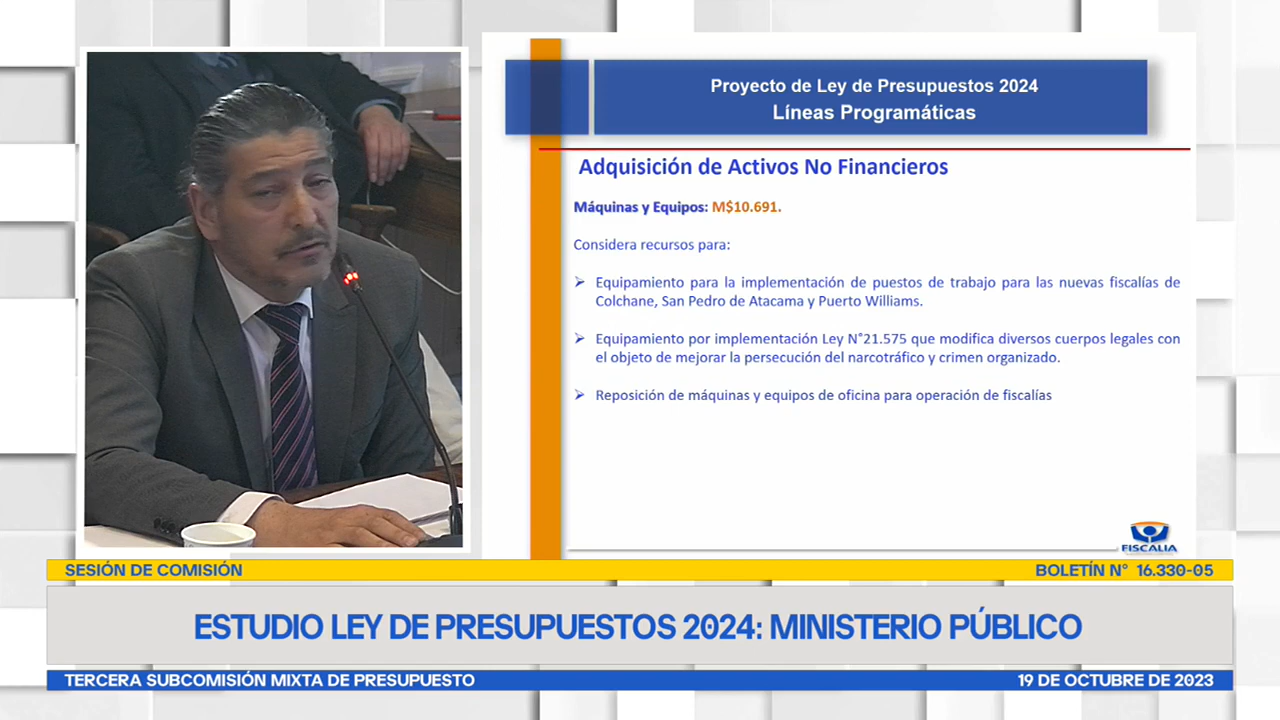 Proyecto de Ley de Presupuestos 2024
Líneas Programáticas
Adquisición de Activos No Financieros
Máquinas y Equipos: M$10.691.
Considera recursos para:
Equipamiento para la implementación de puestos de trabajo para las nuevas fiscalías de
Colchane, San Pedro de Atacama y Puerto Williams.
Equipamiento por implementación Ley N°21.575 que modifica diversos cuerpos legales con
el objeto de mejorar la persecución del narcotráfico y crimen organizado.
Reposición de máquinas y equipos de oficina para operación de fiscalías
FISCALIA
SESIÓN DE COMISIÓN
BOLETÍN N° 16.330-05
ESTUDIO LEY DE PRESUPUESTOS 2024: MINISTERIO PÚBLICO
TERCERA SUBCOMISIÓN MIXTA DE PRESUPUESTO
19 DE OCTUBRE DE 2023